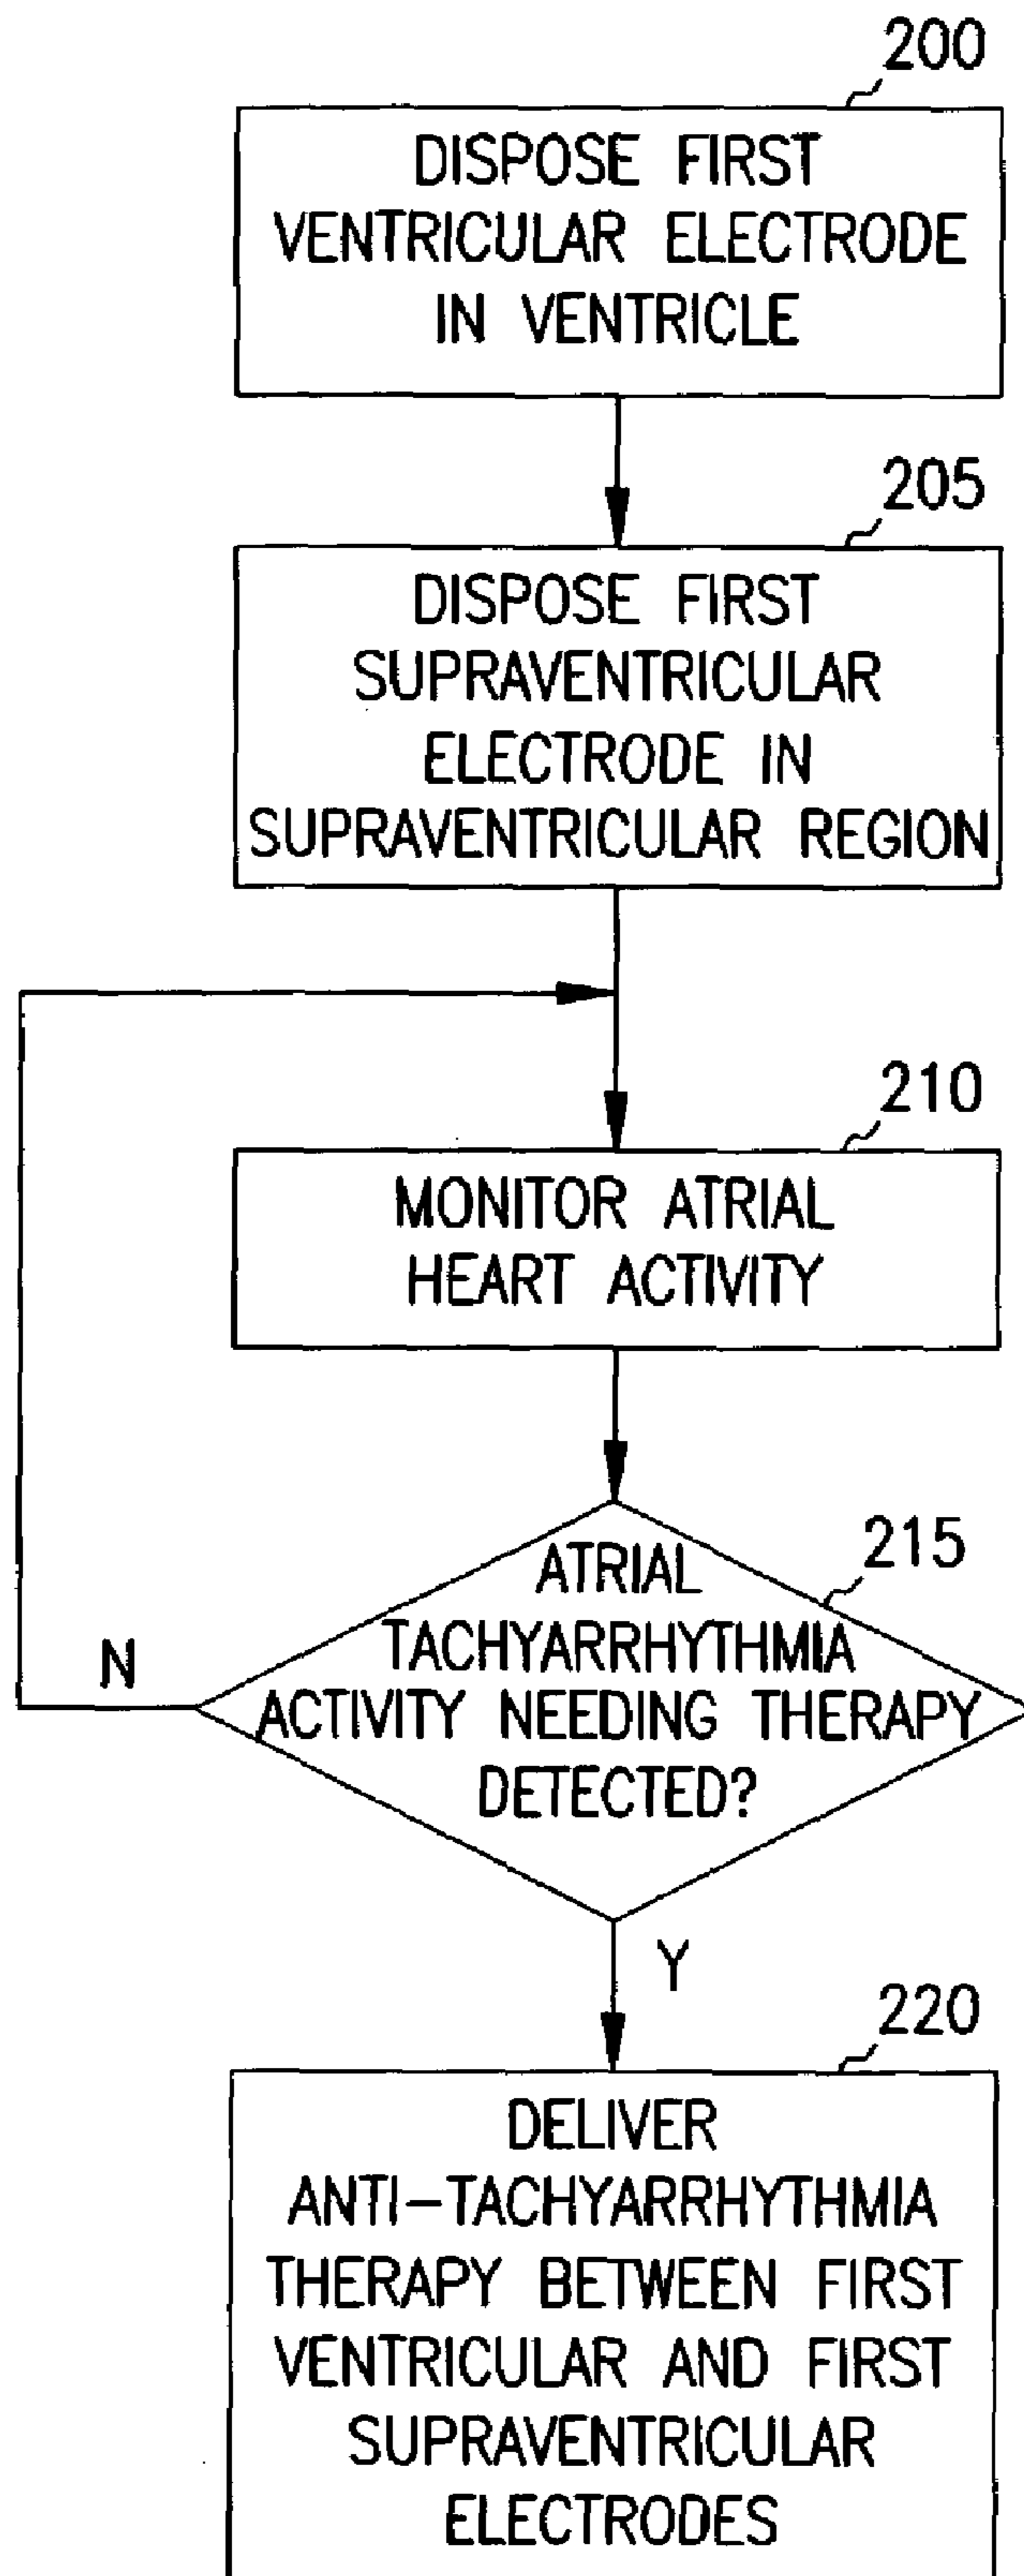 200
DISPOSE FIRST
VENTRICULAR ELECTRODE
IN VENTRICLE
205
DISPOSE FIRST
SUPRAVENTRICULAR
ELECTRODE IN
SUPRAVENTRICULAR REGION
210
MONITOR ATRIAL
HEART ACTIVITY
215
ATRIAL
TACHYARRHYTHMIA
ACTIVITY NEEDING THERAPY
DETECTED?
N
Y
220
DELIVER
ANTI-TACHYARRHYTHMIA
THERAPY BETWEEN FIRST
VENTRICULAR AND FIRST
SUPRAVENTRICULAR
ELECTRODES